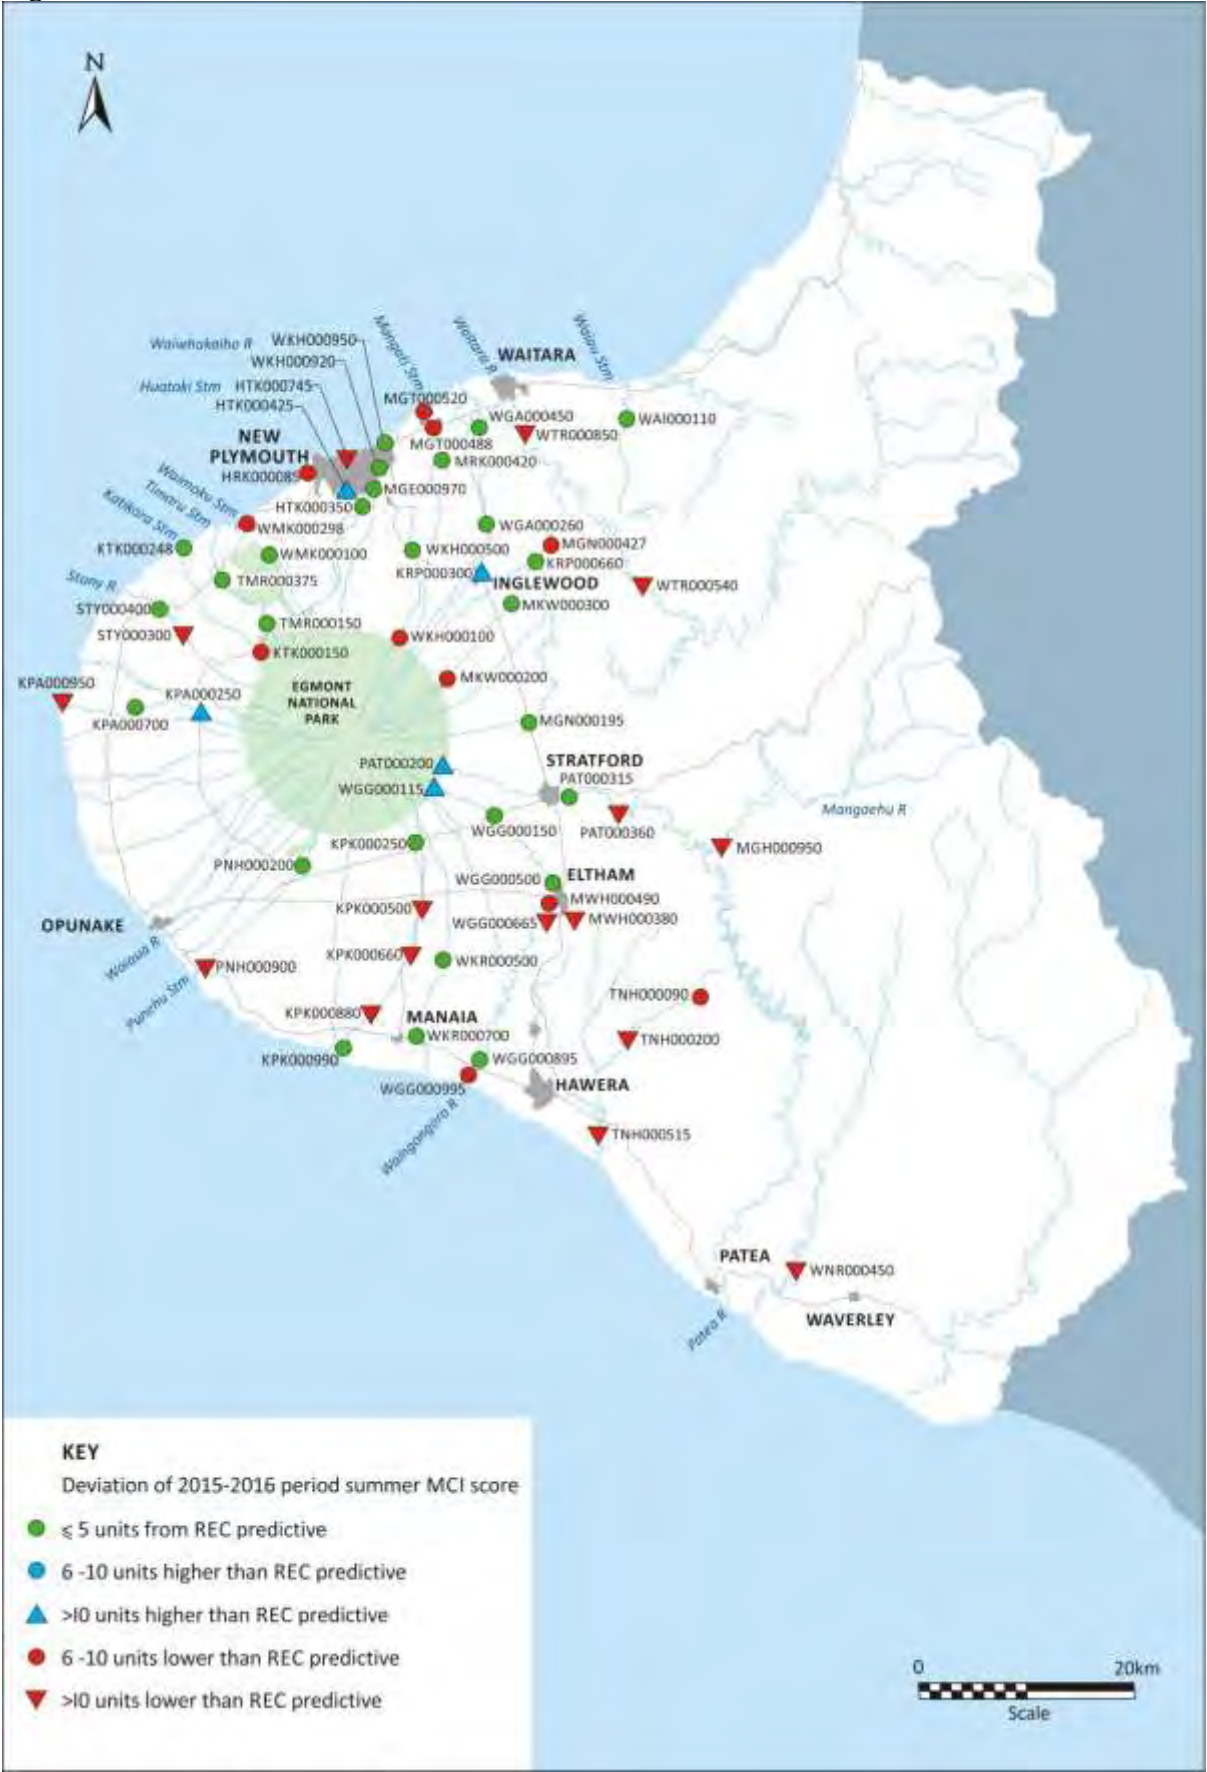 N
Waiwhakaiho R
WKH000950
WKH000920
Huatoki Stm
HTK000745
HTK000425
Mangati Stm
Waitara R
Waiau Stm
WAITARA
MGT000520
WGA000450
WAI000110
WTR000850
MGT000488
MRK000420
NEW
PLYMOUTH
HRK000085
MGE000970
HTK000350
Waimoku Stm
Timaru Stm
Katikara Stm
WMK000298
WGA000260
KTK000248
WMK000100
WKH000500
MGN000427
KRP000660
KRP000300
INGLEWOOD
TMR000375
WTR000540
Stony R
STY000400
MKW000300
TMR000150
STY000300
WKH000100
KTK000150
MKW000200
KPA000950
KPA000250
EGMONT
NATIONAL
PARK
KPA000700
MGN000195
PAT000200
STRATFORD
PAT000315
WGG000115
Mangaehu R
WGG000150
PAT000360
KPK000250
MGH000950
PNH000200
WGG000500
ELTHAM
MWH000490
KPK000500
WGG000665
MWH000380
OPUNAKE
Waiaua R
KPK000660
WKR000500
PNH000900
Punehu Stm
TNH000090
KPK000880
MANAIA
WKR000700
TNH000200
KPK000990
WGG000895
WGG000995
HAWERA
Waingongoro R
TNH000515
PATEA
WNR000450
WAVERLEY
Patea R
KEY
Deviation of 2015-2016 period summer MCI score
⩽ 5 units from REC predictive
6 -10 units higher than REC predictive
>I0 units higher than REC predictive
6 -10 units lower than REC predictive
>I0 units lower than REC predictive
0 20km
Scale